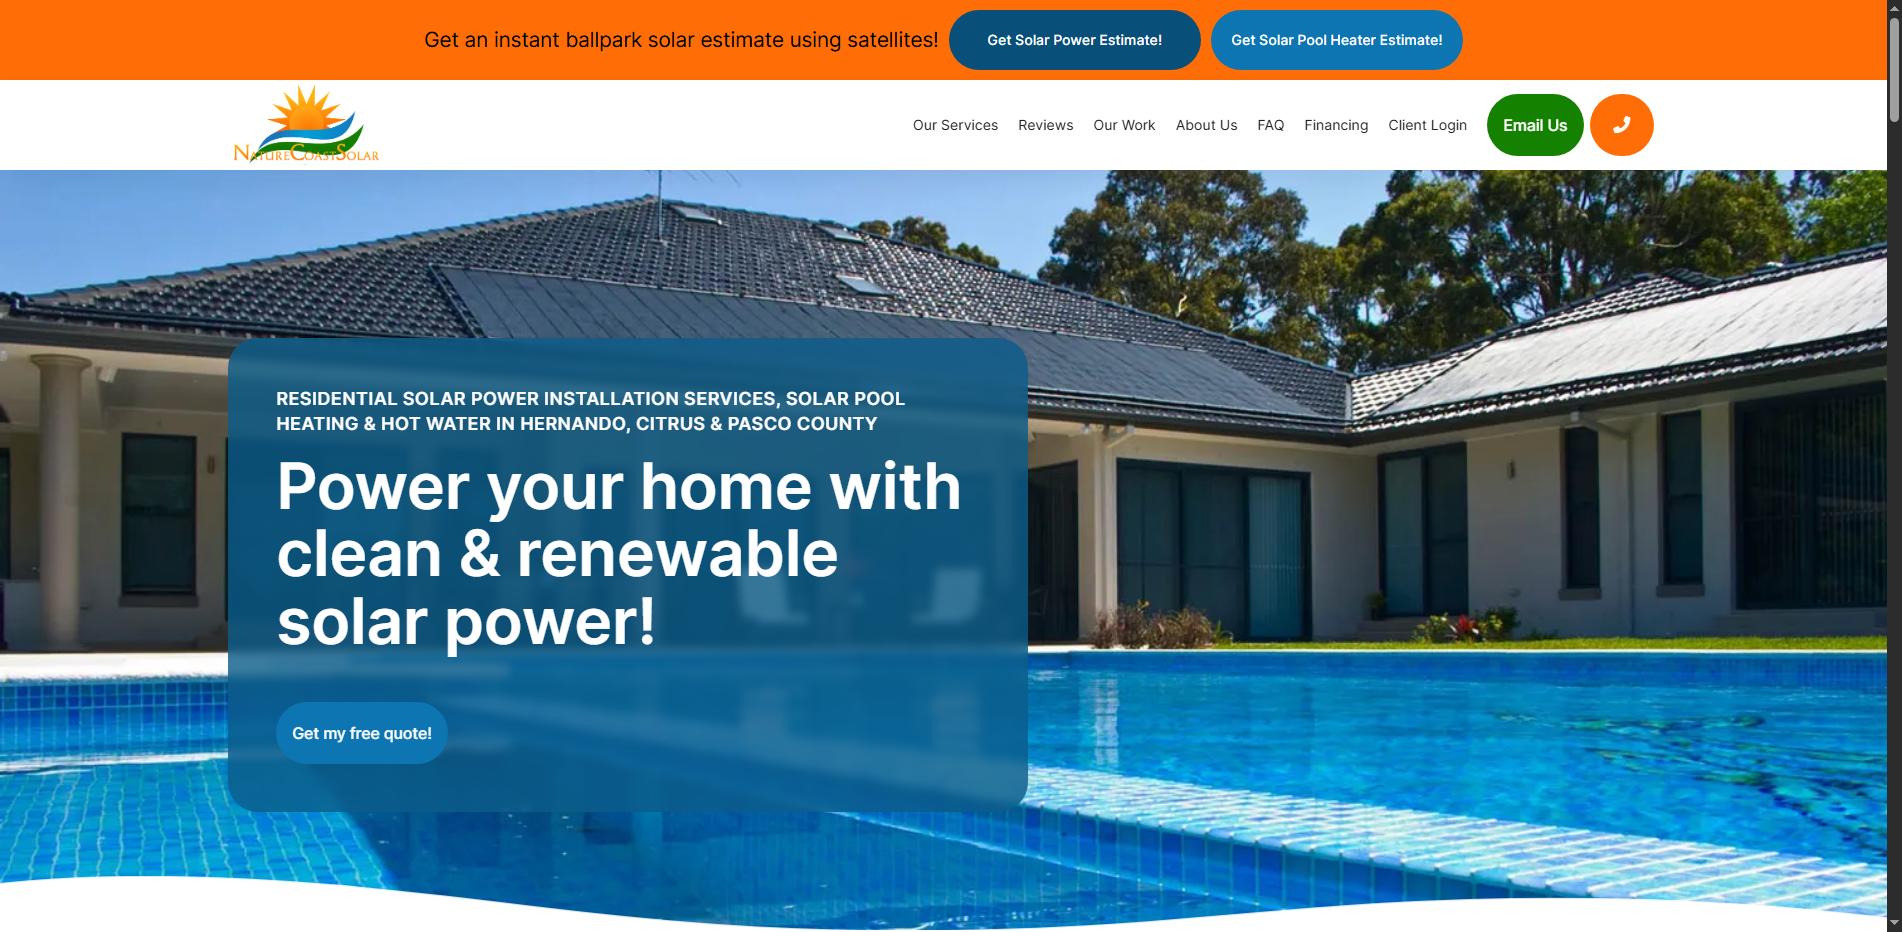 Get an instant ballpark solar estimate using satellites!
Get Solar Power Estimate!
Get Solar Pool Heater Estimate!
NATURECOASTSOLAR
Our Services
Reviews
Our Work
About Us
FAQ
Financing
Client Login
Email Us
RESIDENTIAL SOLAR POWER INSTALLATION SERVICES, SOLAR POOL
HEATING & HOT WATER IN HERNANDO, CITRUS & PASCO COUNTY
Power your home with
clean & renewable
solar power!
Get my free quote!